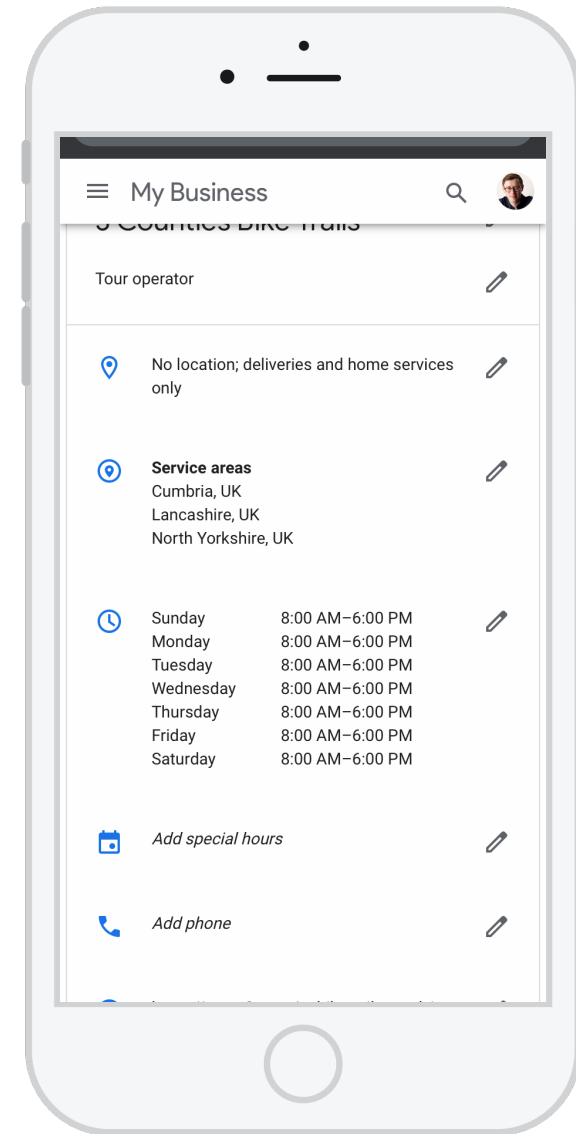 My Business
Counties Bike Trails
Tour operator
No location; deliveries and home services
only
Service areas
Cumbria, UK
Lancashire, UK
North Yorkshire, UK
Sunday 8:00 AM–6:00 PM
Monday 8:00 AM–6:00 PM
Tuesday 8:00 AM–6:00 PM
Wednesday 8:00 AM–6:00 PM
Thursday 8:00 AM–6:00 PM
Friday 8:00 AM–6:00 PM
Saturday 8:00 AM–6:00 PM
Add special hours
Add phone